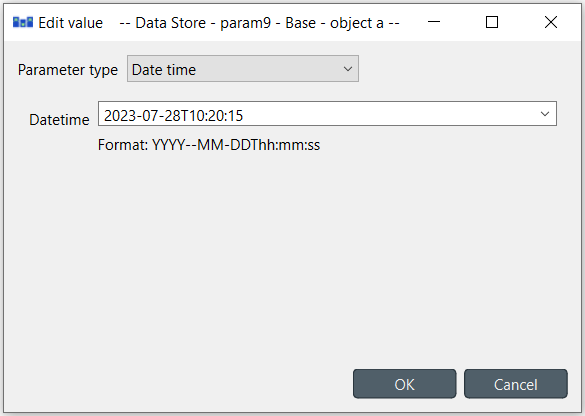 Edit value    -- Data Store - param9 - Base - object a --
Parameter type Date time
Datetime 2023-07-28T10:20:15
Format: YYYY--MM-DDThh:mm:ss
OK Cancel